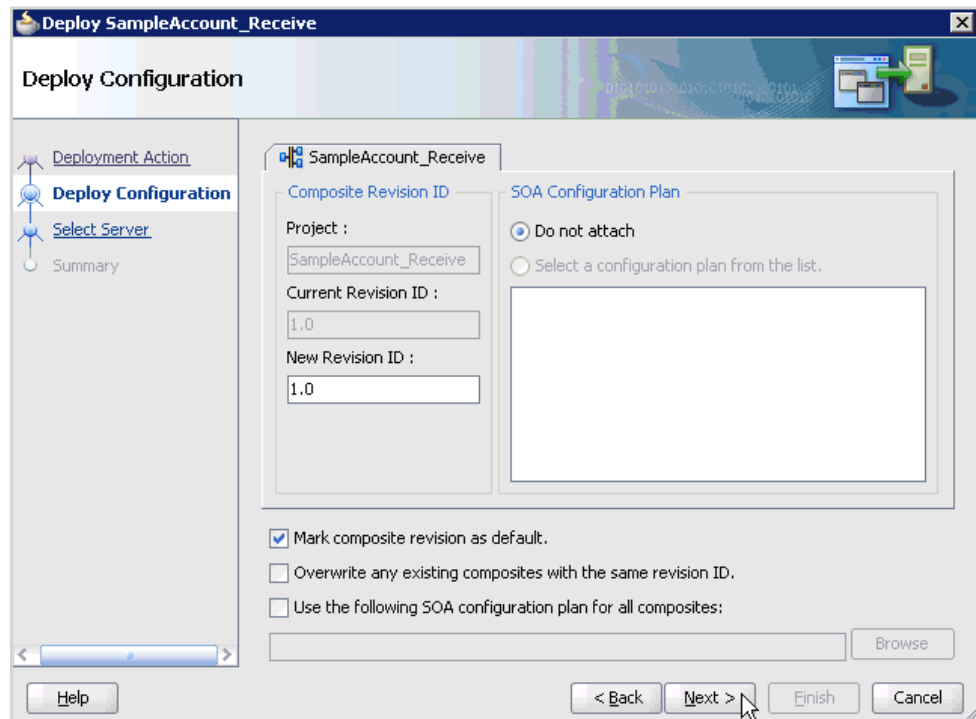 Deploy SampleAccount_Receive
Deploy Configuration
Deployment Action
Deploy Configuration
Select Server
Summary
SampleAccount_Receive
Composite Revision ID
Project :
SampleAccount_Receive
Current Revision ID :
1.0
New Revision ID :
1.0
SOA Configuration Plan
Do not attach
Select a configuration plan from the list.
Mark composite revision as default.
Overwrite any existing composites with the same revision ID.
Use the following SOA configuration plan for all composites:
Browse
Help
< Back
Next >
Finish
Cancel